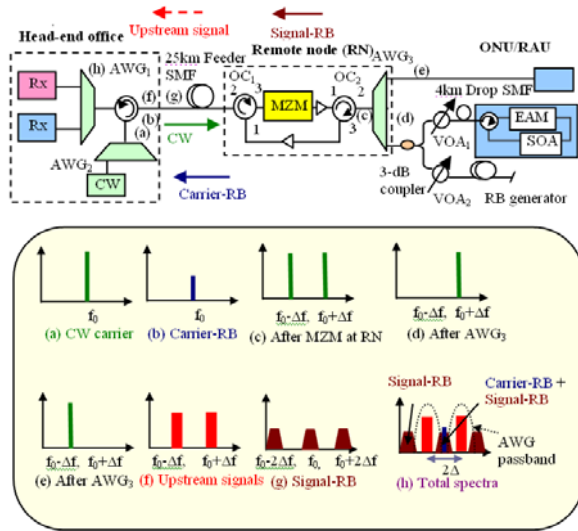 Upstream signal
Signal-RB
Head-end office
25km Feeder
SMF
Remote node (RN)
AWG3
ONU/RAU
Rx
(h) AWG1
OC1
OC2
(e)
4km Drop SMF
2
3
MZM
1
2
(f)
(g)
(c)
EAM
Rx
(b)
1
3
(d)
(a)
CW
VOA1
SOA
AWG2
CW
Carrier-RB
3-dB
coupler
VOA2
RB generator
f0
f0
f0-Δf, f0+Δf
f0-Δf, f0+Δf
(a) CW carrier
(b) Carrier-RB
(c) After MZM at RN
(d) After AWG3
Signal-RB
Carrier-RB +
Signal-RB
AWG
passband
f0-Δf, f0+Δf
f0-Δf, f0+Δf
f0-2Δf, f0, f0+2Δf
2Δ
(e) After AWG3
(f) Upstream signals
(g) Signal-RB
(h) Total spectra